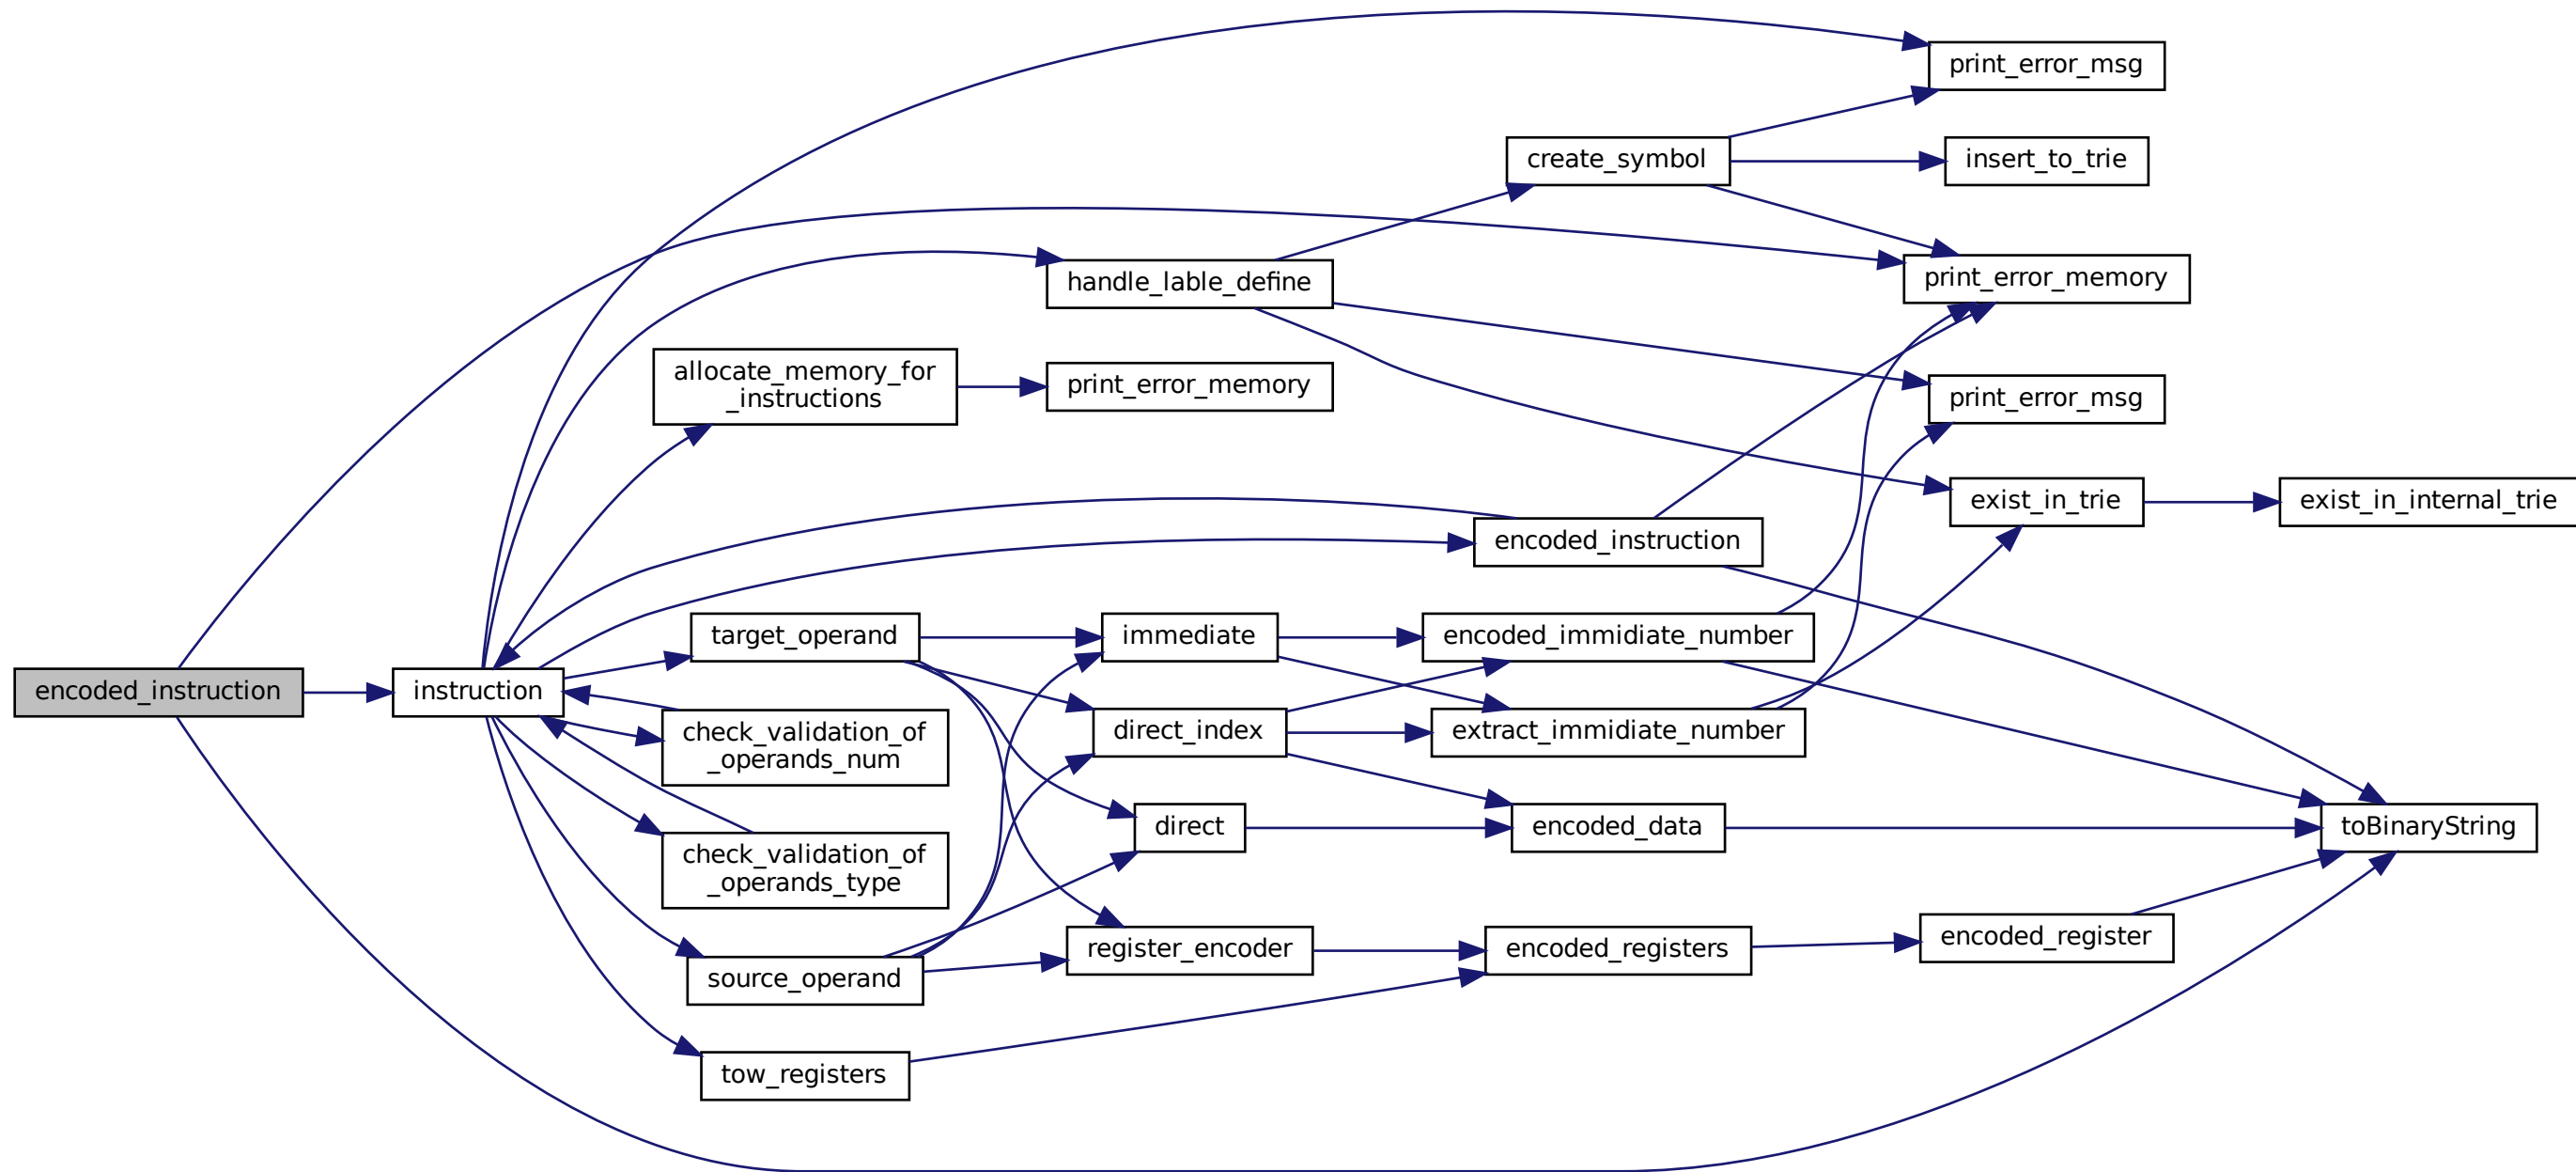 print_error_msg
create_symbol
insert_to_trie
handle_lable_define
print_error_memory
allocate_memory_for
_instructions
print_error_memory
print_error_msg
exist_in_trie
exist_in_internal_trie
encoded_instruction
target_operand
immediate
encoded_immidiate_number
encoded_instruction
instruction
check_validation_of
_operands_num
direct_index
extract_immidiate_number
direct
encoded_data
toBinaryString
check_validation_of
_operands_type
register_encoder
encoded_registers
encoded_register
source_operand
tow_registers